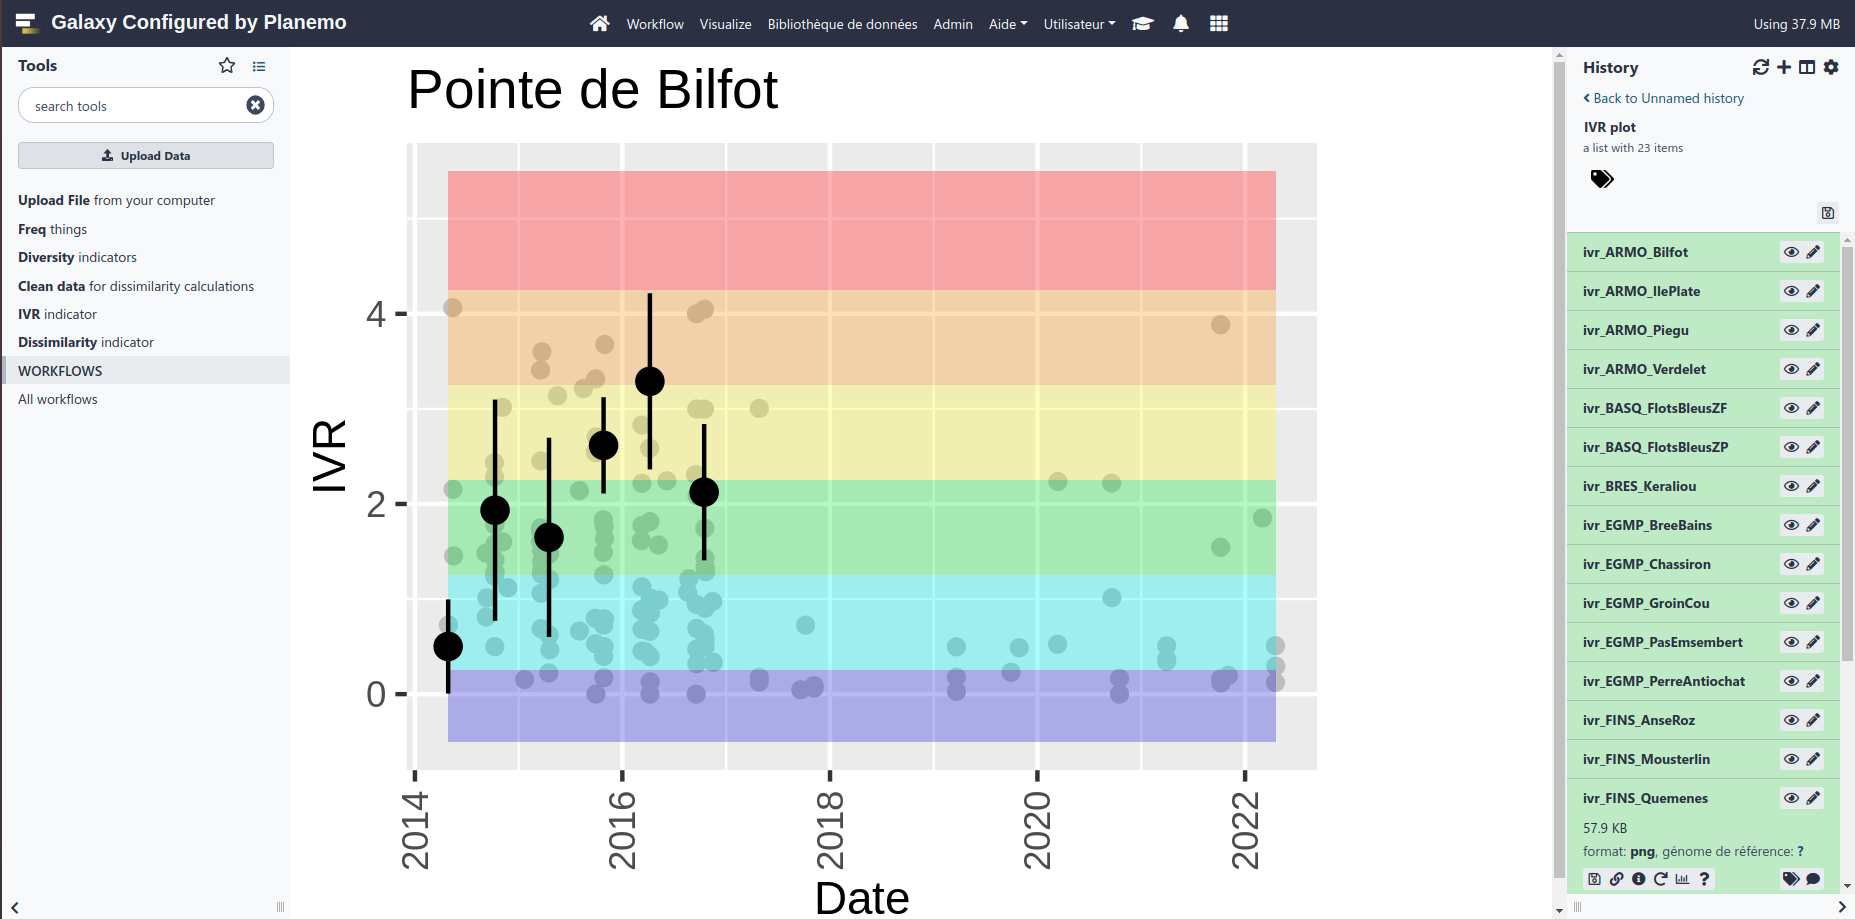 Galaxy Configured by Planemo
Workflow Visualize Bibliothèque de données Admin Aide Utilisateur
Using 37.9 MB
Tools
search tools
Upload Data
Upload File from your computer
Freq things
Diversity indicators
Clean data for dissimilarity calculations
IVR indicator
Dissimilarity indicator
WORKFLOWS
All workflows
Pointe de Bilfot
IVR
4
2
0
2014
2016
2018
2020
2022
Date
History
Back to Unnamed history
IVR plot
a list with 23 items
ivr_ARMO_Bilfot
ivr_ARMO_IlePlate
ivr_ARMO_Piegu
ivr_ARMO_Verdelet
ivr_BASQ_FlotsBleusZF
ivr_BASQ_FlotsBleusZP
ivr_BRES_Keraliou
ivr_EGMP_BreeBains
ivr_EGMP_Chassiron
ivr_EGMP_GroinCou
ivr_EGMP_PasEmsembert
ivr_EGMP_PerreAntiochat
ivr_FINS_AnseRoz
ivr_FINS_Mousterlin
ivr_FINS_Quemenes
57.9 KB
format: png, génome de référence: ?